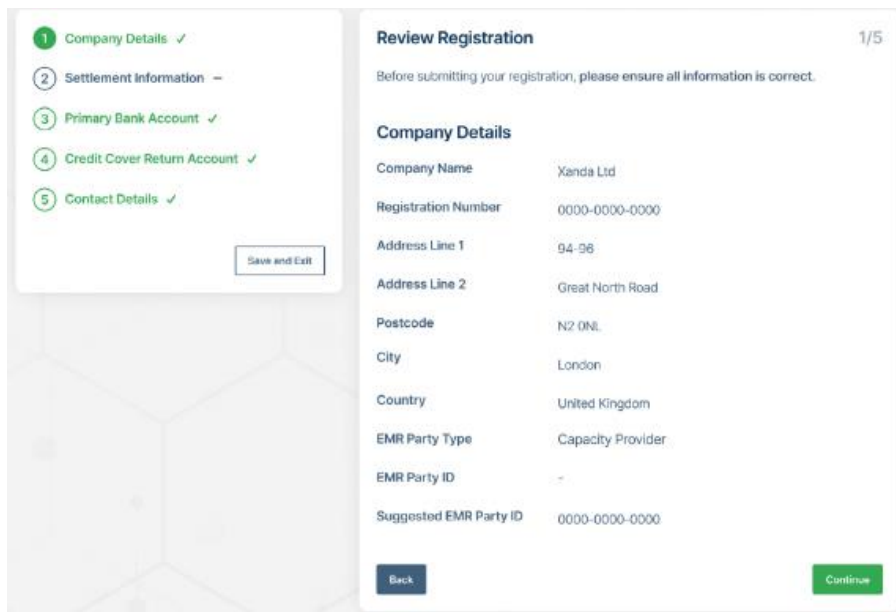 1 Company Details ✓
2 Settlement Information –
3 Primary Bank Account ✓
4 Credit Cover Return Account ✓
5 Contact Details ✓
Save and Exit
Review Registration 1/5
Before submitting your registration, please ensure all information is correct.
Company Details
Company Name Xanda Ltd
Registration Number 0000-0000-0000
Address Line 1 94-96
Address Line 2 Great North Road
Postcode N2 0NL
City London
Country United Kingdom
EMR Party Type Capacity Provider
EMR Party ID -
Suggested EMR Party ID 0000-0000-0000
Back Continue